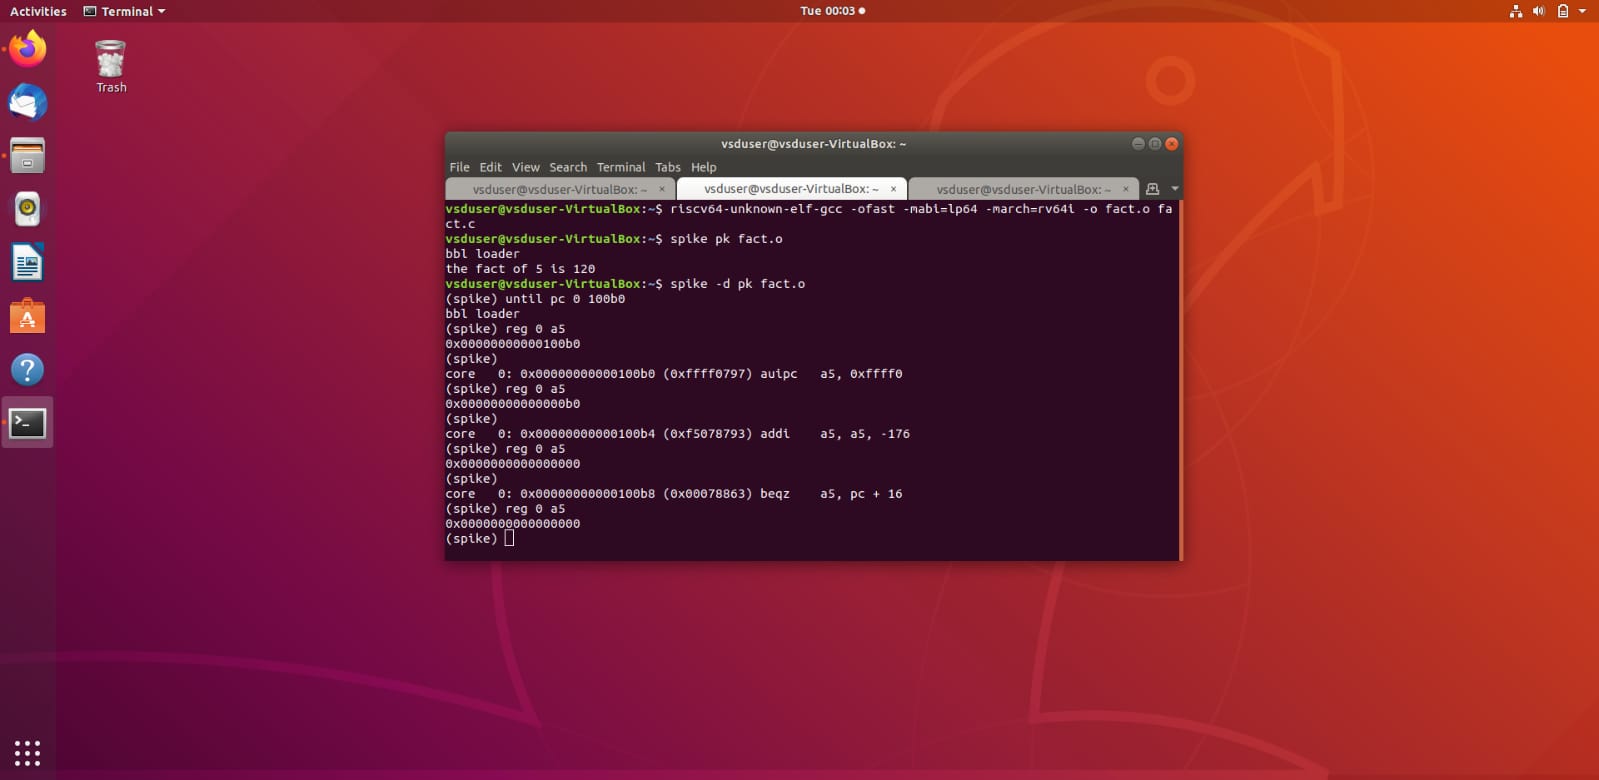 Activities Terminal Tue 00:03
Trash
vsduser@vsduser-VirtualBox: ~
File Edit View Search Terminal Tabs Help
vsduser@vsduser-VirtualBox: ~ × vsduser@vsduser-VirtualBox: ~ × vsduser@vsduser-VirtualBox: ~ ×
vsduser@vsduser-VirtualBox:~$ riscv64-unknown-elf-gcc -ofast -mabi=lp64 -march=rv64i -o fact.o fa
ct.c
vsduser@vsduser-VirtualBox:~$ spike pk fact.o
bbl loader
the fact of 5 is 120
vsduser@vsduser-VirtualBox:~$ spike -d pk fact.o
(spike) until pc 0 100b0
bbl loader
(spike) reg 0 a5
0x00000000000100b0
(spike)
core   0: 0x00000000000100b0 (0xffff0797) auipc   a5, 0xffff0
(spike) reg 0 a5
0x00000000000000b0
(spike)
core   0: 0x00000000000100b4 (0xf5078793) addi    a5, a5, -176
(spike) reg 0 a5
0x0000000000000000
(spike)
core   0: 0x00000000000100b8 (0x00078863) beqz    a5, pc + 16
(spike) reg 0 a5
0x0000000000000000
(spike)